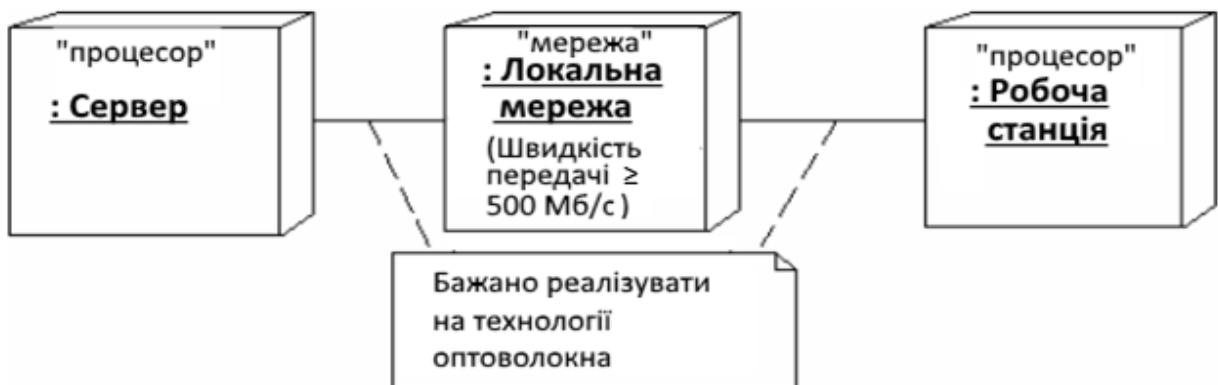 "процесор"
: Сервер
"мережа"
: Локальна
мережа
(Швидкість
передачі ≥
500 Мб/с )
"процесор"
: Робоча
станція
Бажано реалізувати
на технології
оптоволокна